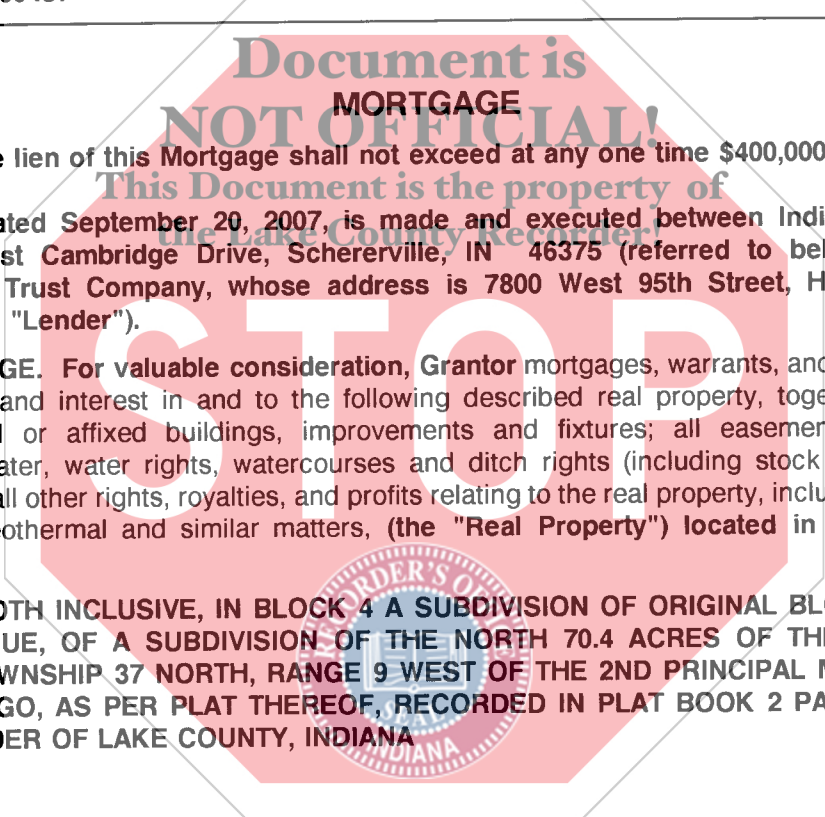 Document is
MORTGAGE
NOT OFFICIAL!
lien of this Mortgage shall not exceed at any one time $400,000
This Document is the property of
ated September 20, 2007, is made and executed between Indi
the Lake County Recorder!
st Cambridge Drive, Schererville, IN 46375 (referred to bel
Trust Company, whose address is 7800 West 95th Street, H
"Lender").
GE. For valuable consideration, Grantor mortgages, warrants, and
and interest in and to the following described real property, toge
or affixed buildings, improvements and fixtures; all easemen
ater, water rights, watercourses and ditch rights (including stock
all other rights, royalties, and profits relating to the real property, inclu
othermal and similar matters, (the "Real Property") located in
STOP
OTH INCLUSIVE, IN BLOCK 4 A SUBDIVISION OF ORIGINAL BLO
UE, OF A SUBDIVISION OF THE NORTH 70.4 ACRES OF THE
WNSHIP 37 NORTH, RANGE 9 WEST OF THE 2ND PRINCIPAL M
GO, AS PER PLAT THEREOF, RECORDED IN PLAT BOOK 2 PA
DER OF LAKE COUNTY, INDIANA
RECORDER'S OFFICE
SEAL
INDIANA